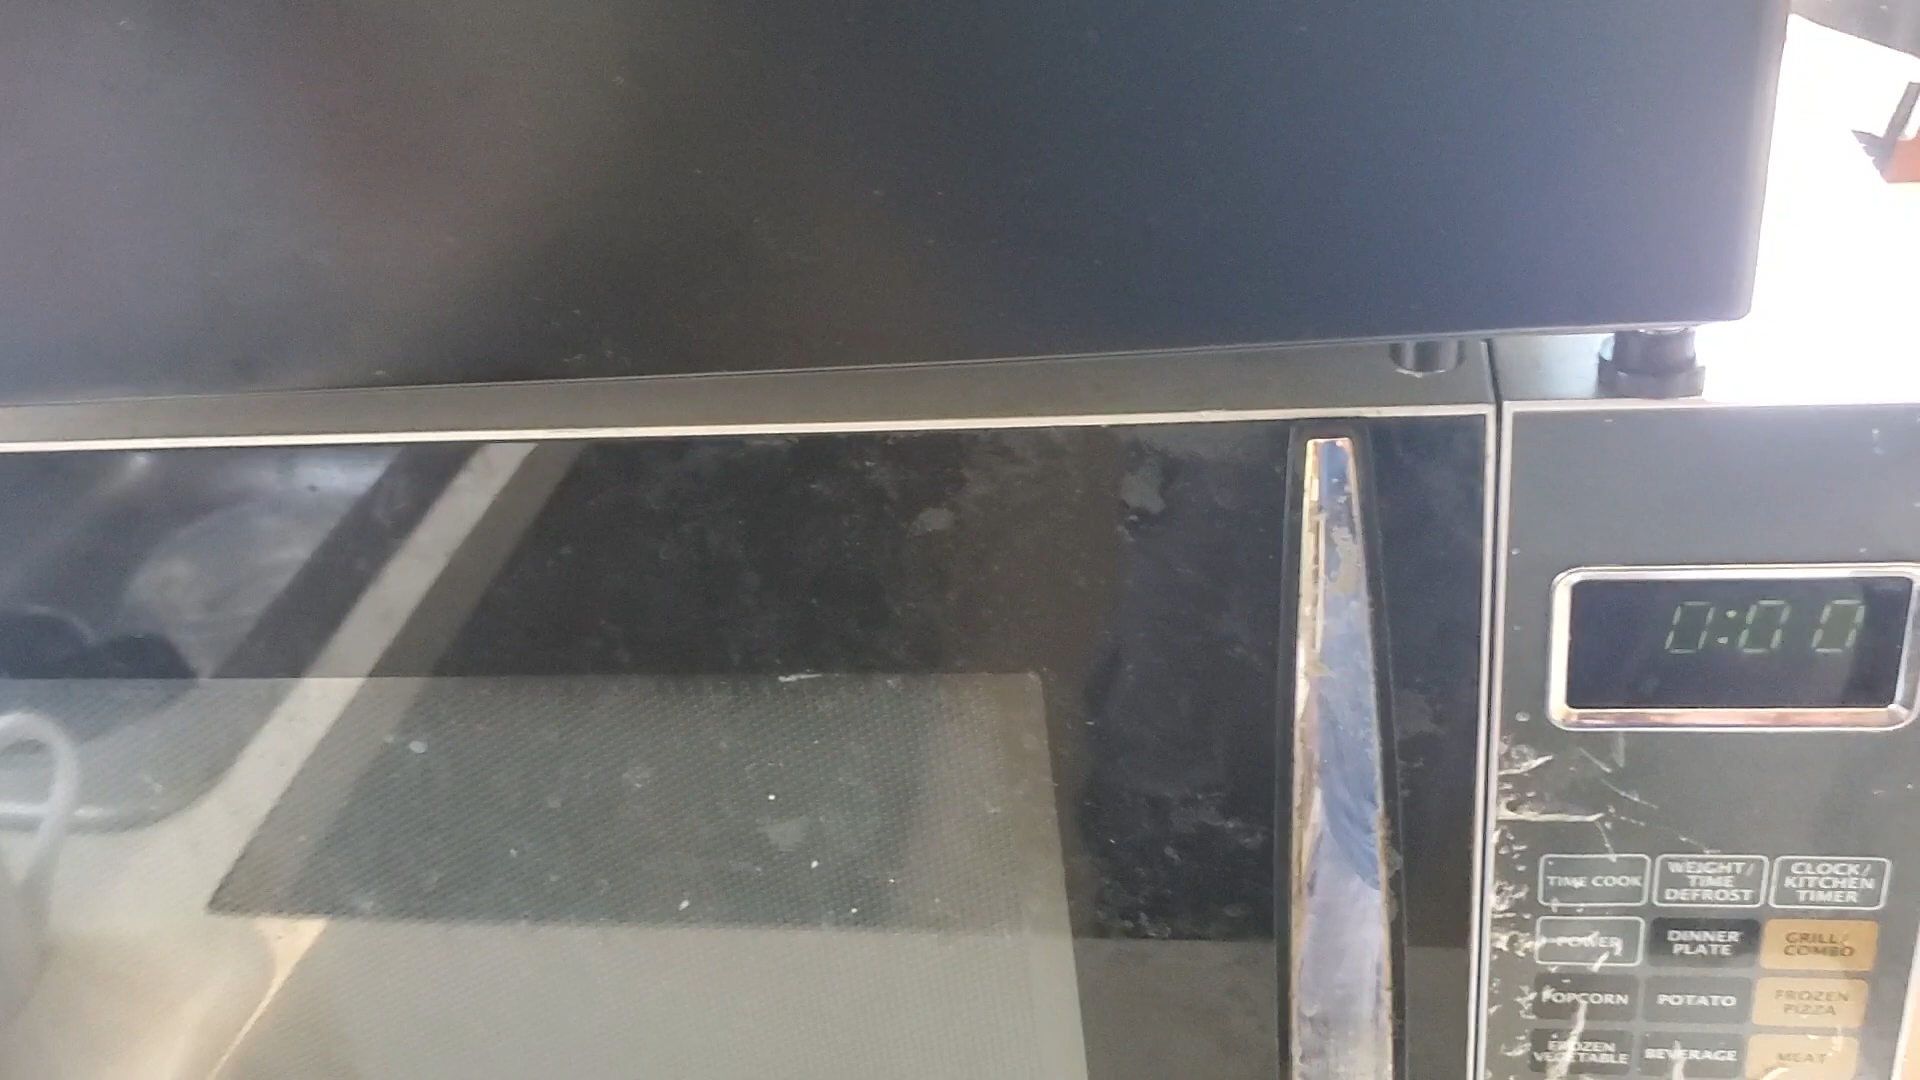 0:00
TIME COOK
WEIGHT/
TIME
DEFROST
CLOCK/
KITCHEN
TIMER
POWER
DINNER
PLATE
GRILL/
COMBO
POPCORN
POTATO
FROZEN
PIZZA
FROZEN
VEGETABLE
BEVERAGE
MEAT